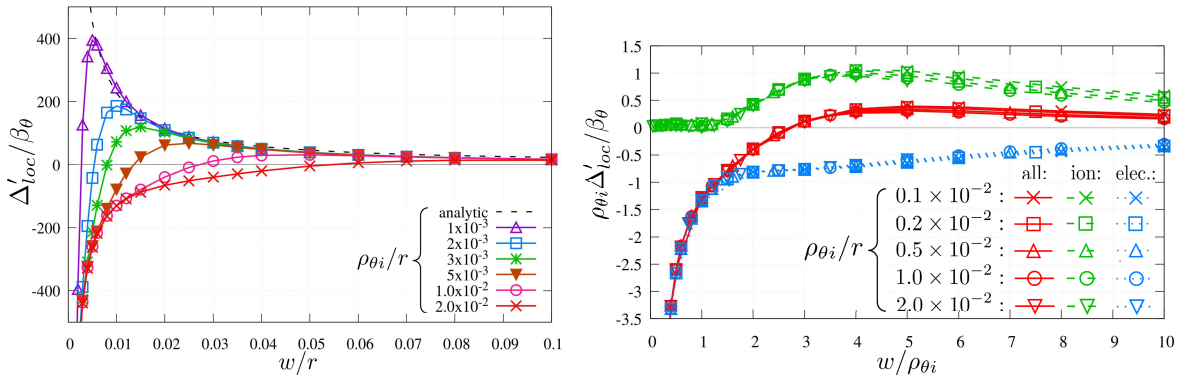 400
200
0
-200
-400
Δ′loc/βθ
0 0.01 0.02 0.03 0.04 0.05 0.06 0.07 0.08 0.09 0.1
w/r
ρθi/r
analytic
1x10-3
2x10-3
3x10-3
5x10-3
1.0x10-2
2.0x10-2
1.5
1
0.5
0
-0.5
-1
-1.5
-2
-2.5
-3
-3.5
ρθiΔ′loc/βθ
0 1 2 3 4 5 6 7 8 9 10
w/ρθi
all: ion: elec.:
ρθi/r
0.1 × 10−2 :
0.2 × 10−2 :
0.5 × 10−2 :
1.0 × 10−2 :
2.0 × 10−2 :